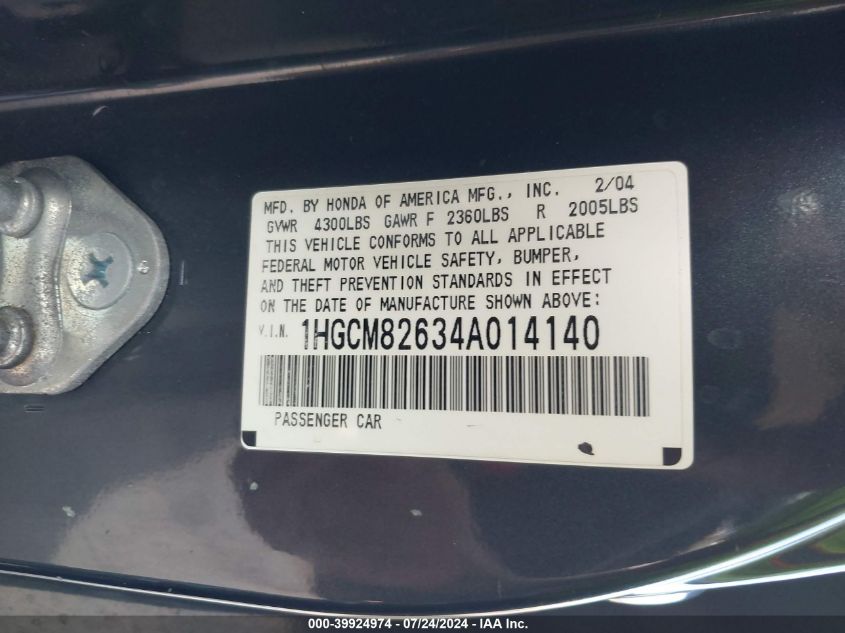 MFD. BY HONDA OF AMERICA MFG., INC. 2/04
GVWR 4300LBS GAWR F 2360LBS R 2005LBS
THIS VEHICLE CONFORMS TO ALL APPLICABLE
FEDERAL MOTOR VEHICLE SAFETY, BUMPER,
AND THEFT PREVENTION STANDARDS IN EFFECT
ON THE DATE OF MANUFACTURE SHOWN ABOVE:
V.I.N. 1HGCM82634A014140
PASSENGER CAR
000-39924974 - 07/24/2024 - IAA Inc.